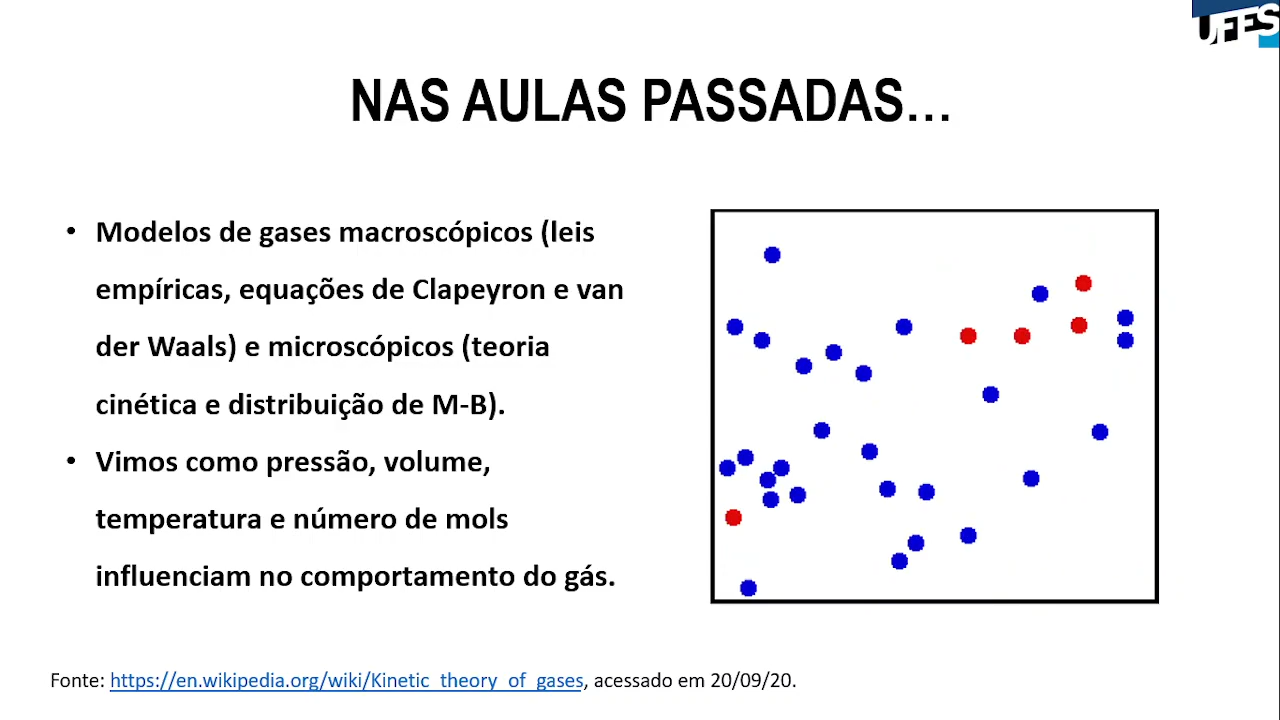 UFES
NAS AULAS PASSADAS...
• Modelos de gases macroscópicos (leis
empíricas, equações de Clapeyron e van
der Waals) e microscópicos (teoria
cinética e distribuição de M-B).
• Vimos como pressão, volume,
temperatura e número de mols
influenciam no comportamento do gás.
Fonte: https://en.wikipedia.org/wiki/Kinetic_theory_of_gases, acessado em 20/09/20.